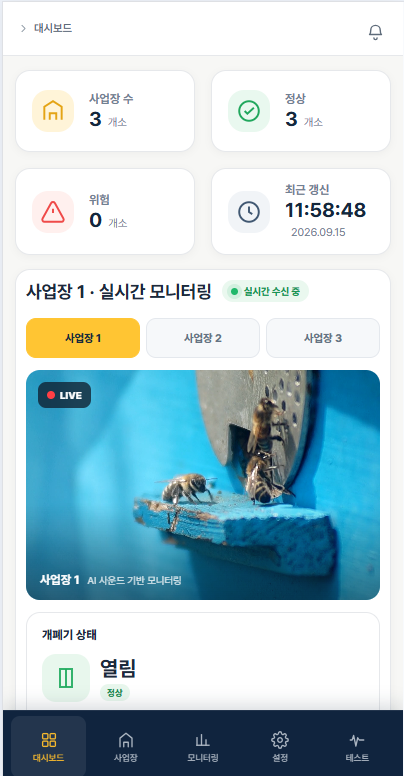 대시보드
사업장 수
3 개소
정상
3 개소
위험
0 개소
최근 갱신
11:58:48
2026.09.15
사업장 1 · 실시간 모니터링
실시간 수신 중
사업장 1
사업장 2
사업장 3
LIVE
사업장 1 AI 사운드 기반 모니터링
개폐기 상태
열림
정상
대시보드
사업장
모니터링
설정
테스트